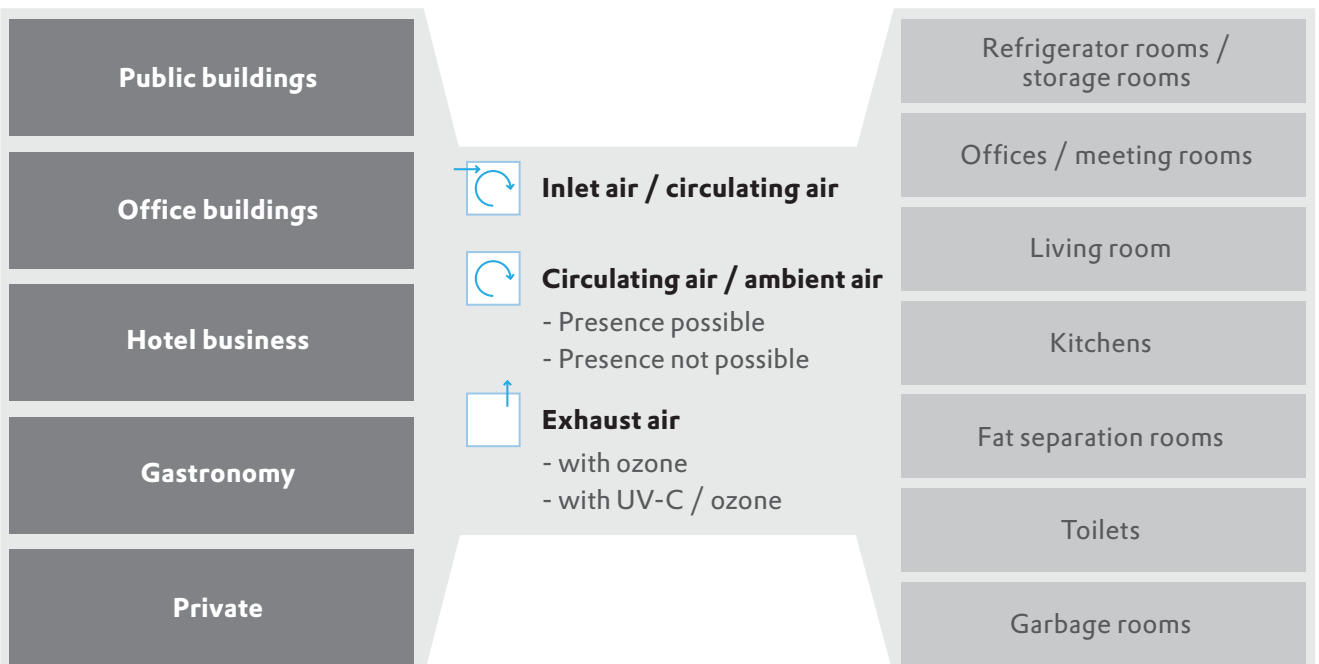 Public buildings
Office buildings
Hotel business
Gastronomy
Private
Inlet air / circulating air
Circulating air / ambient air
- Presence possible
- Presence not possible
Exhaust air
- with ozone
- with UV-C / ozone
Refrigerator rooms /
storage rooms
Offices / meeting rooms
Living room
Kitchens
Fat separation rooms
Toilets
Garbage rooms